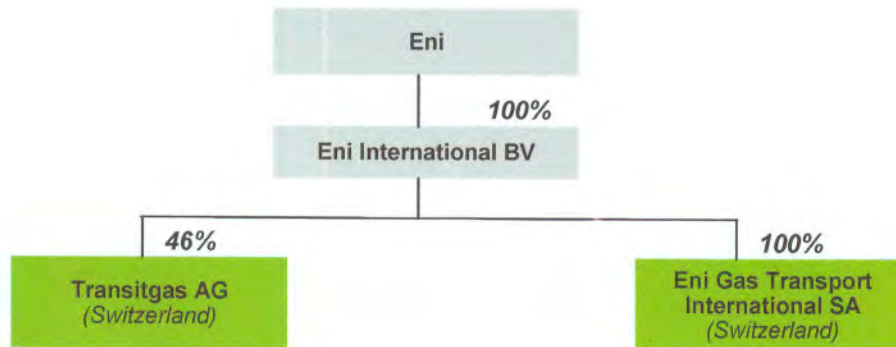 Eni
100%
Eni International BV
46%
100%
Transitgas AG
(Switzerland)
Eni Gas Transport
International SA
(Switzerland)